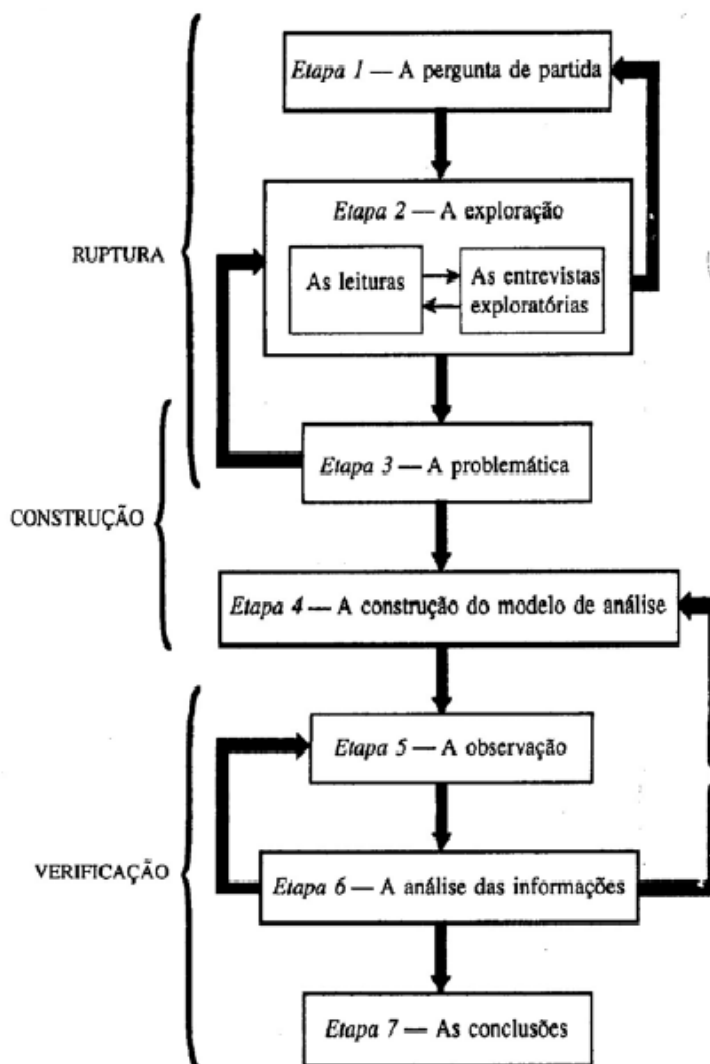 Etapa 1 — A pergunta de partida
Etapa 2 — A exploração
RUPTURA
As leituras
As entrevistas
exploratórias
Etapa 3 — A problemática
CONSTRUÇÃO
Etapa 4 — A construção do modelo de análise
Etapa 5 — A observação
VERIFICAÇÃO
Etapa 6 — A análise das informações
Etapa 7 — As conclusões